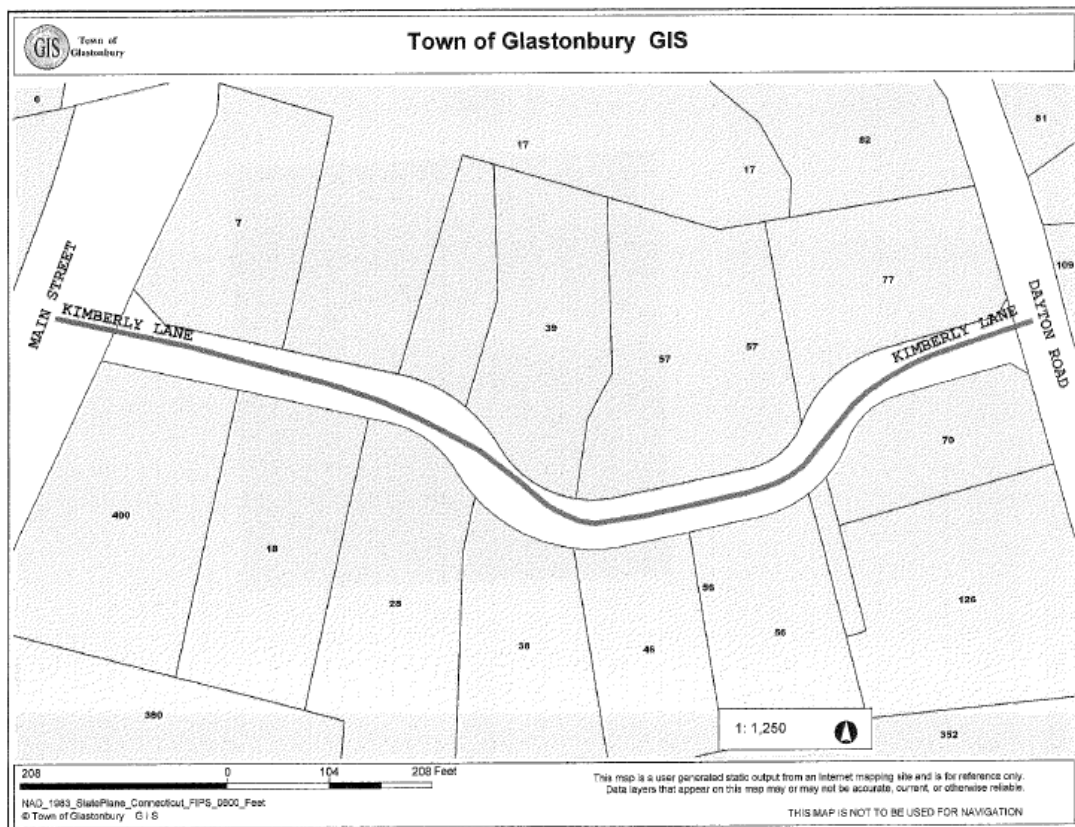 GIS
Town of
Glastonbury
Town of Glastonbury GIS
6
81
17
82
17
7
77
109
MAIN STREET
KIMBERLY LANE
39
57
57
KIMBERLY LANE
DAYTON ROAD
70
400
18
28
38
46
56
56
126
380
352
1: 1,250
208
0
104
208 Feet
NAD_1983_StatePlane_Connecticut_FIPS_0600_Feet
© Town of Glastonbury G I S
This map is a user generated static output from an Internet mapping site and is for reference only.
Data layers that appear on this map may or may not be accurate, current, or otherwise reliable.
THIS MAP IS NOT TO BE USED FOR NAVIGATION